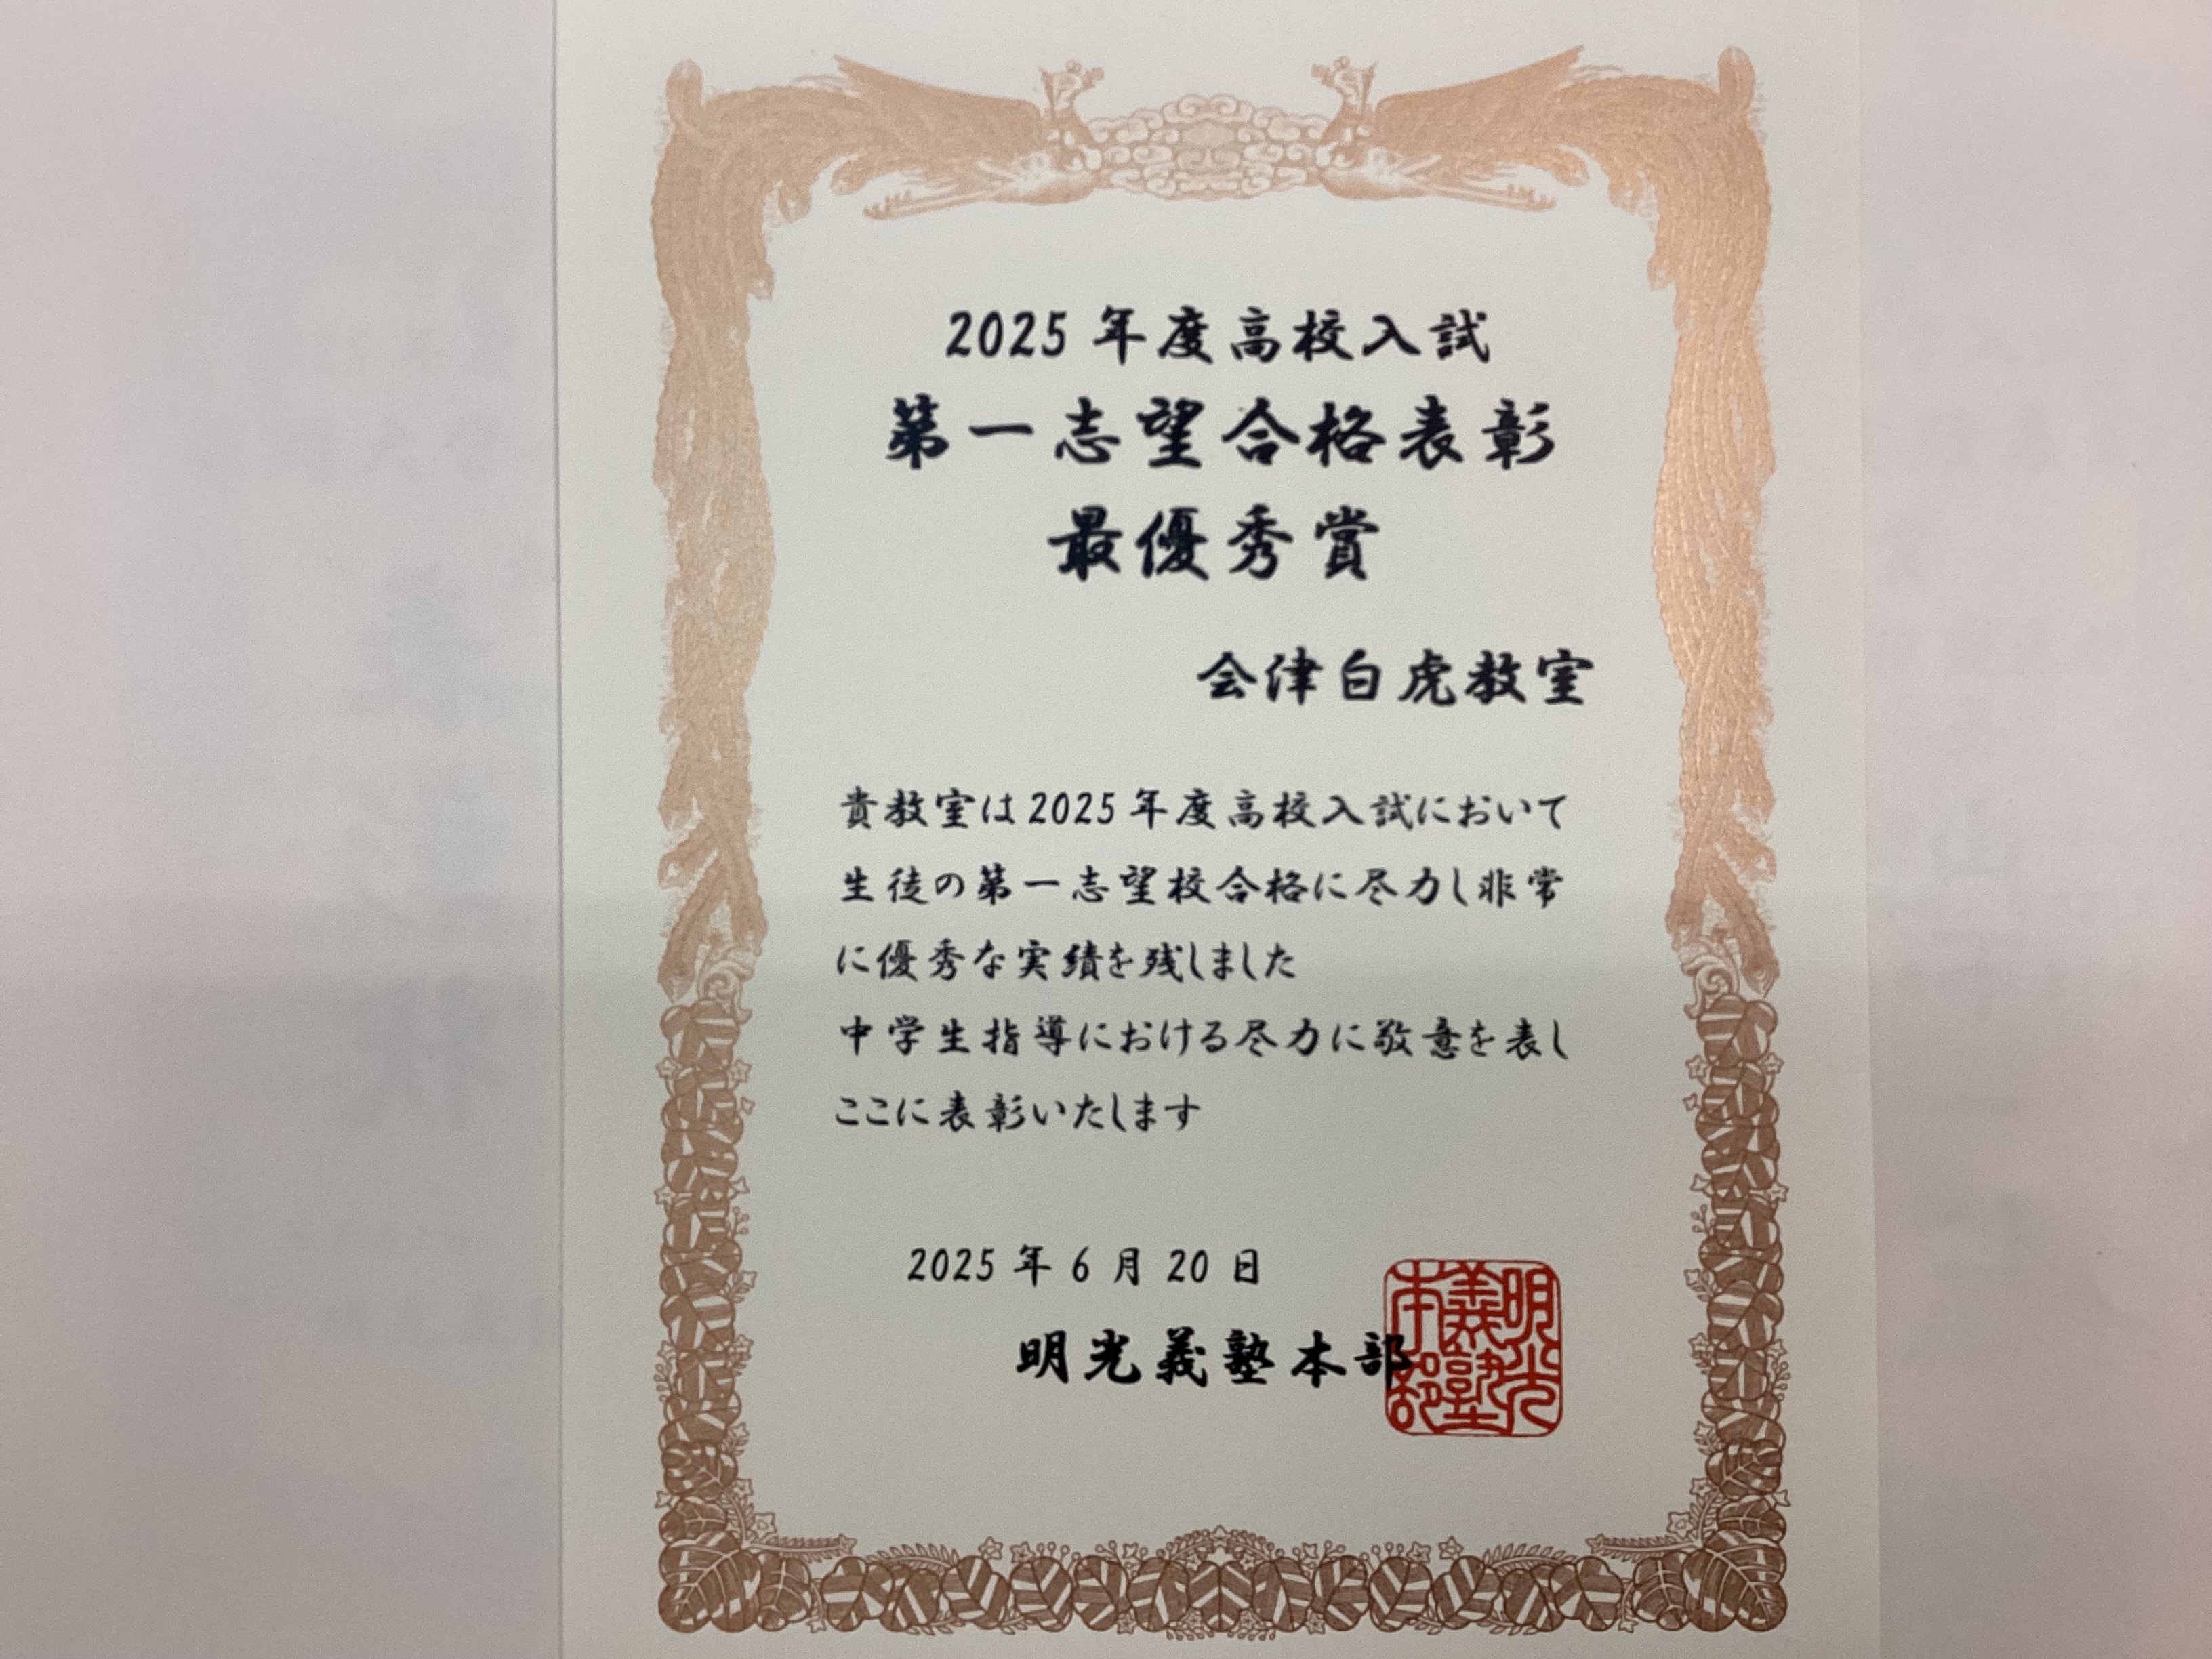 2025年度高校入試
第一志望合格表彰
最優秀賞
会津白虎教室
貴教室は2025年度高校入試において
生徒の第一志望校合格に尽力し非常
に優秀な実績を残しました
中学生指導における尽力に敬意を表し
ここに表彰いたします
2025年6月20日
明光義塾本部
明光義塾本部